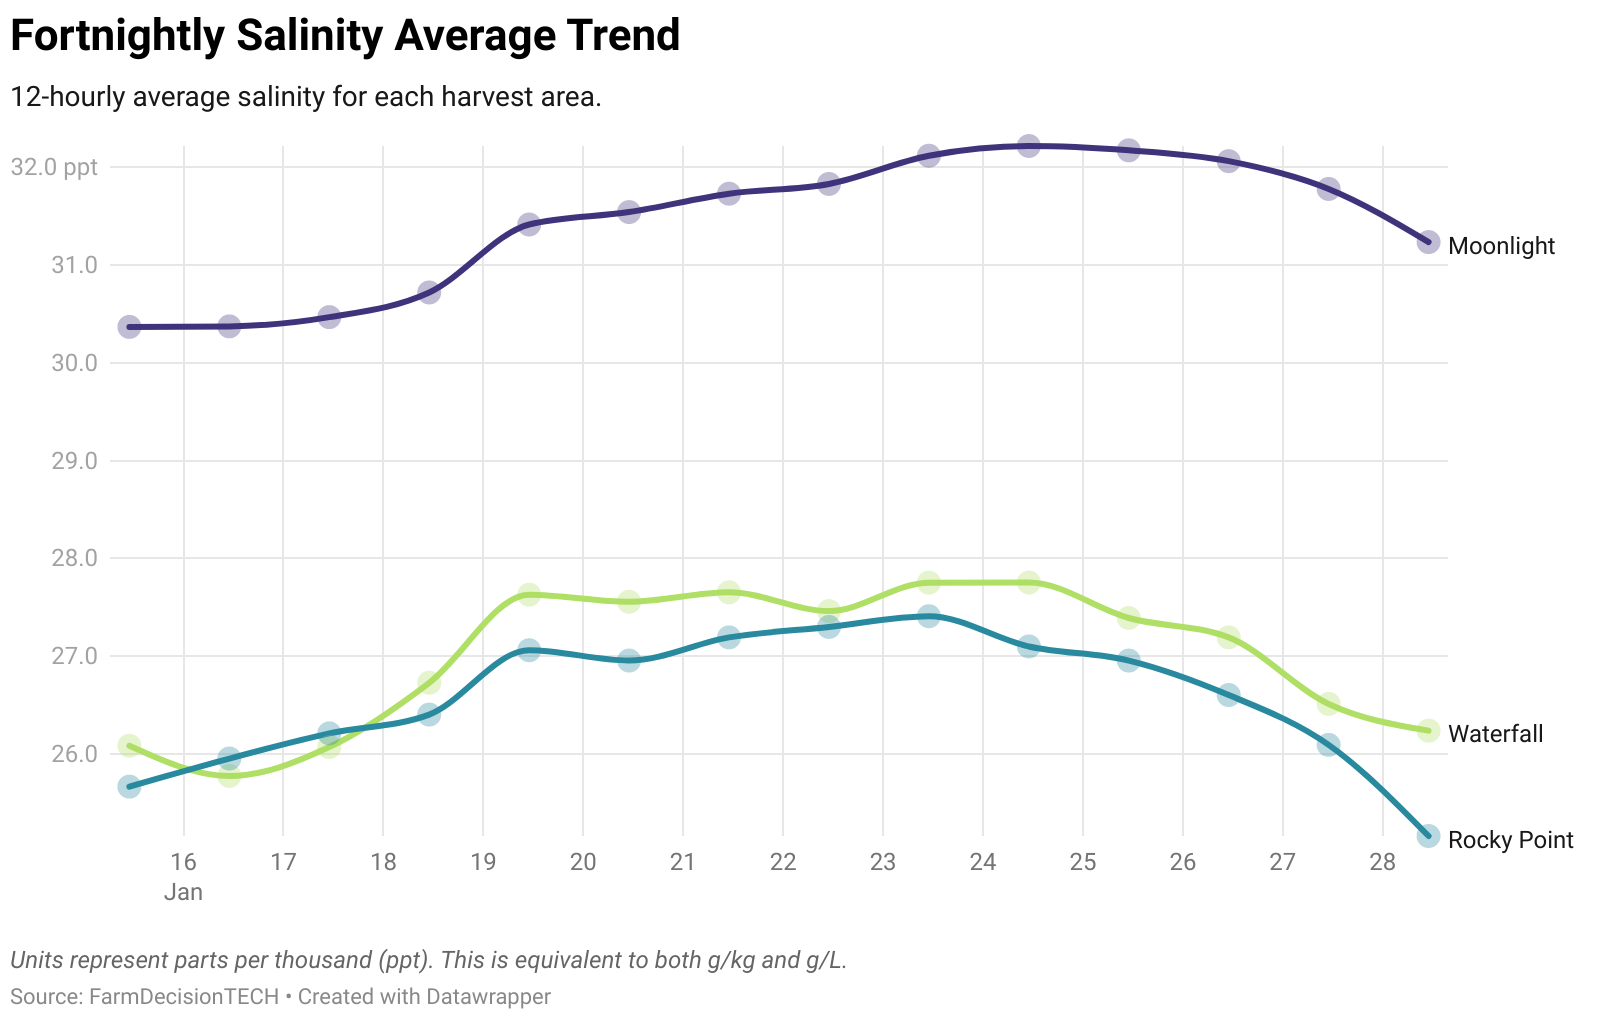 Fortnightly Salinity Average Trend
12-hourly average salinity for each harvest area.
32.0 ppt
31.0
30.0
29.0
28.0
27.0
26.0
Moonlight
Waterfall
Rocky Point
16 17 18 19 20 21 22 23 24 25 26 27 28
Jan
Units represent parts per thousand (ppt). This is equivalent to both g/kg and g/L.
Source: FarmDecisionTECH • Created with Datawrapper